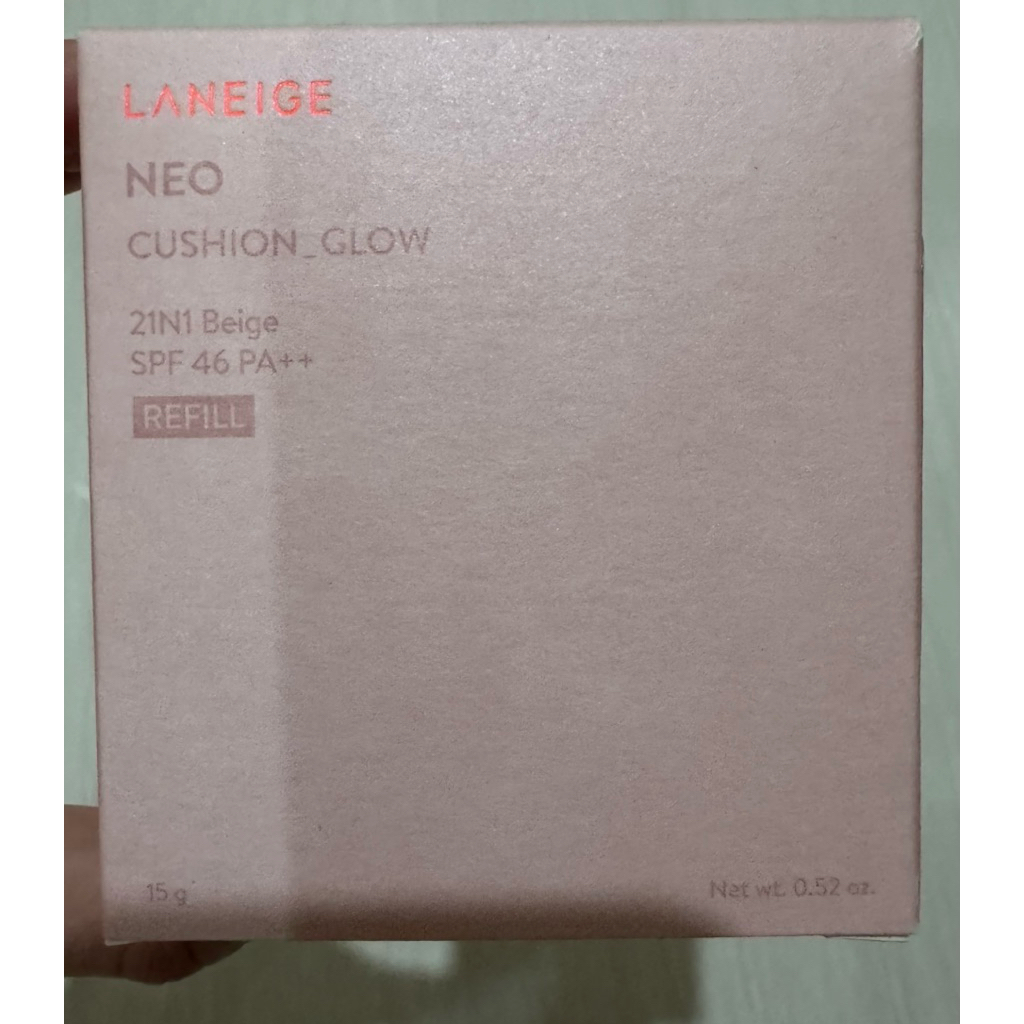 LANEIGE
NEO
CUSHION_GLOW
21N1 Beige
SPF 46 PA++
REFILL
15 g
Net wt. 0.52 oz.